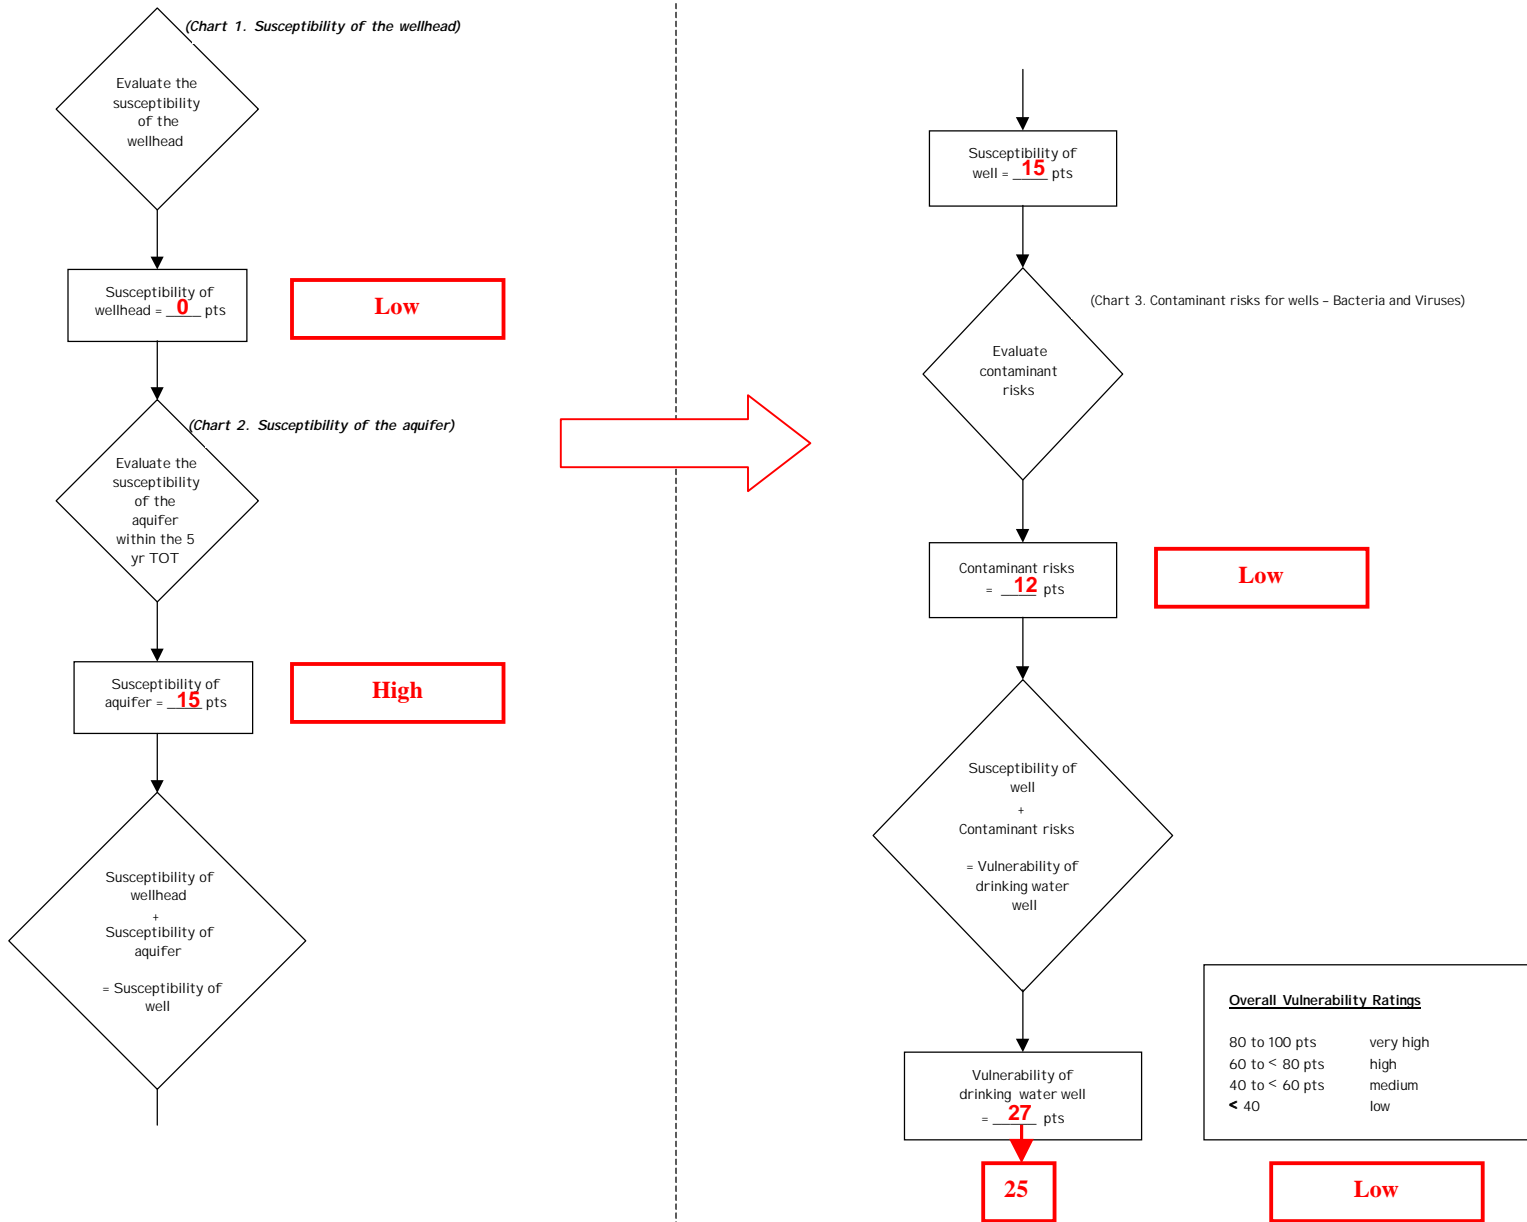 (Chart 1. Susceptibility of the wellhead)
Evaluate the
susceptibility
of the
wellhead
Susceptibility of
wellhead = 0 pts
Low
(Chart 2. Susceptibility of the aquifer)
Evaluate the
susceptibility
of the
aquifer
within the 5
yr TOT
Susceptibility of
aquifer = 15 pts
High
Susceptibility of
wellhead
+
Susceptibility of
aquifer
= Susceptibility of
well
Susceptibility of
well = 15 pts
(Chart 3. Contaminant risks for wells – Bacteria and Viruses)
Evaluate
contaminant
risks
Contaminant risks
= 12 pts
Low
Susceptibility of
well
+
Contaminant risks
= Vulnerability of
drinking water
well
Vulnerability of
drinking water well
= 27 pts
25
Overall Vulnerability Ratings
80 to 100 pts very high
60 to < 80 pts high
40 to < 60 pts medium
< 40 low
Low